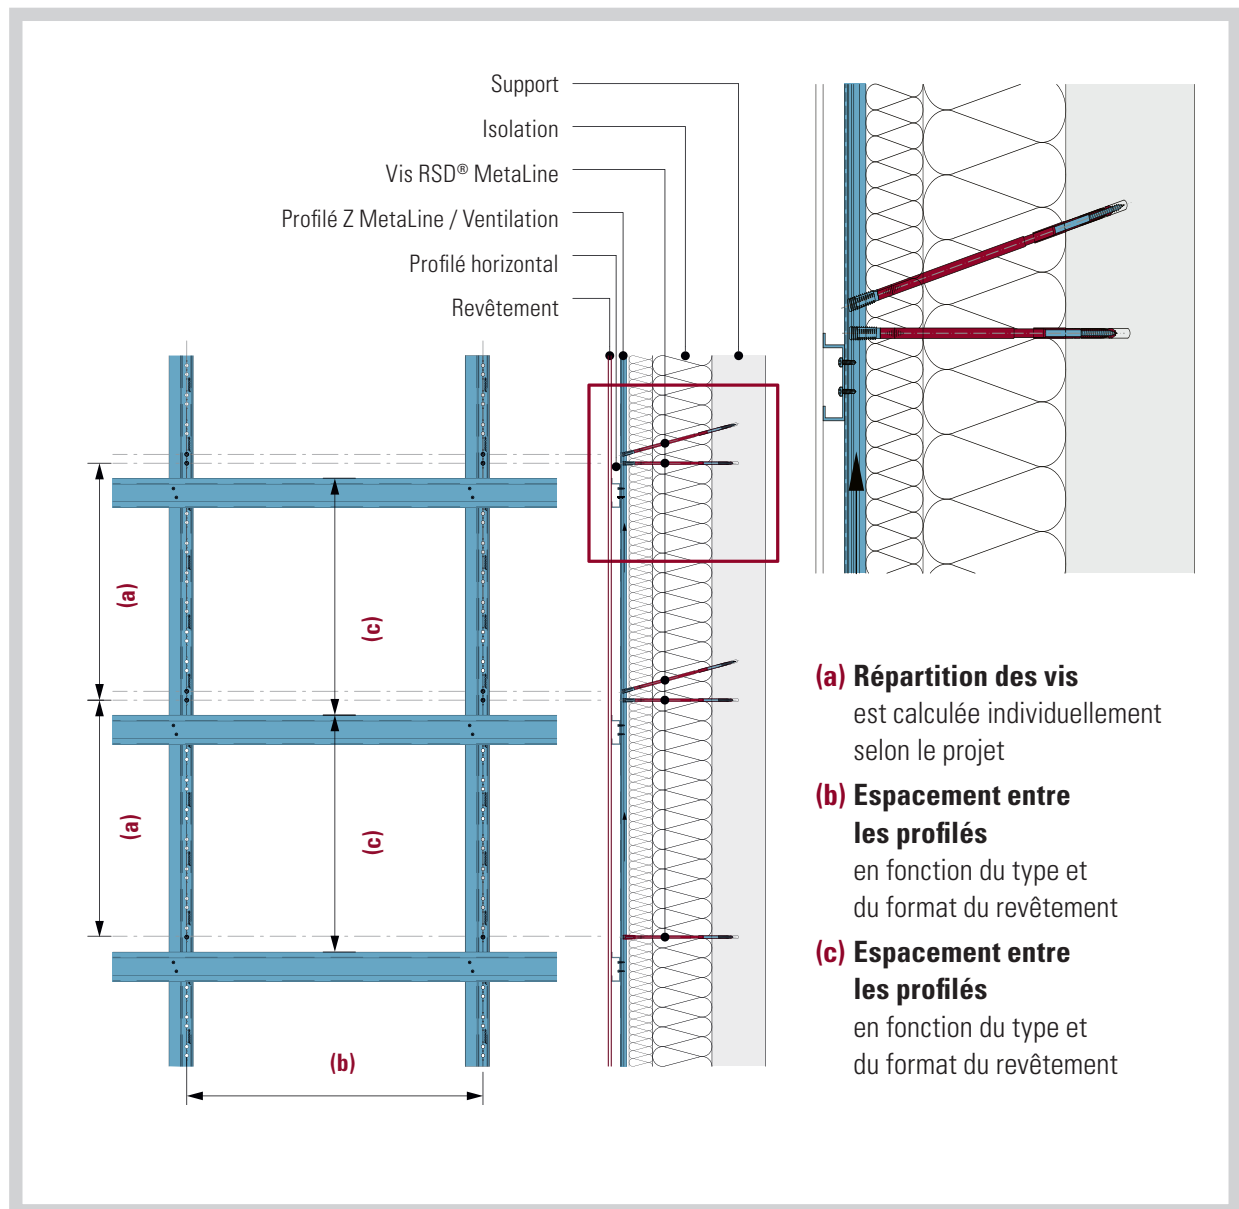 Support
Isolation
Vis RSD® MetaLine
Profilé Z MetaLine / Ventilation
Profilé horizontal
Revêtement
(a)
(c)
(a)
(c)
(b)
(a) Répartition des vis
est calculée individuellement
selon le projet
(b) Espacement entre
les profilés
en fonction du type et
du format du revêtement
(c) Espacement entre
les profilés
en fonction du type et
du format du revêtement